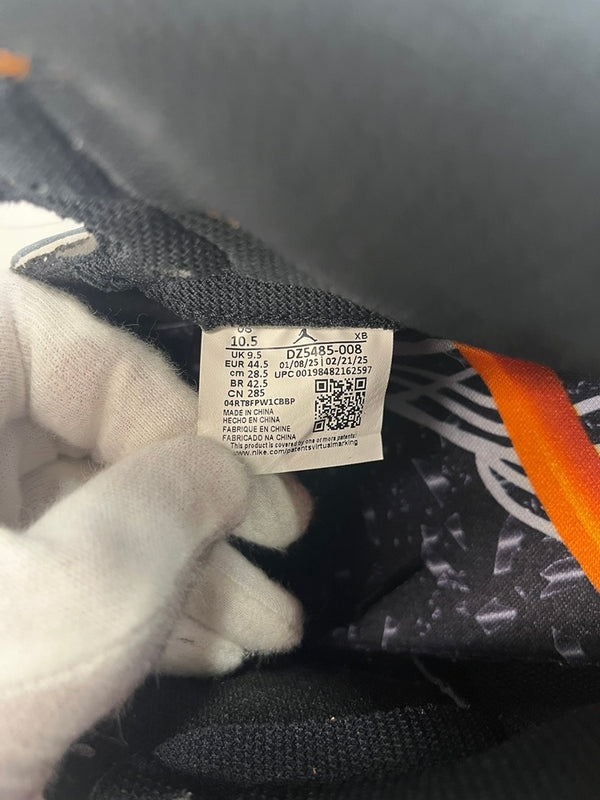 US XB
10.5
UK 9.5 DZ5485-008
EUR 44.5 01/08/25 | 02/21/25
cm 28.5 UPC 00198482162597
BR 42.5
CN 285
04RT8FPW1CBBP
MADE IN CHINA
HECHO EN CHINA
FABRIQUE EN CHINE
FABRICADO NA CHINA
This product is covered by one or more patents:
www.nike.com/patentsvirtualmarking